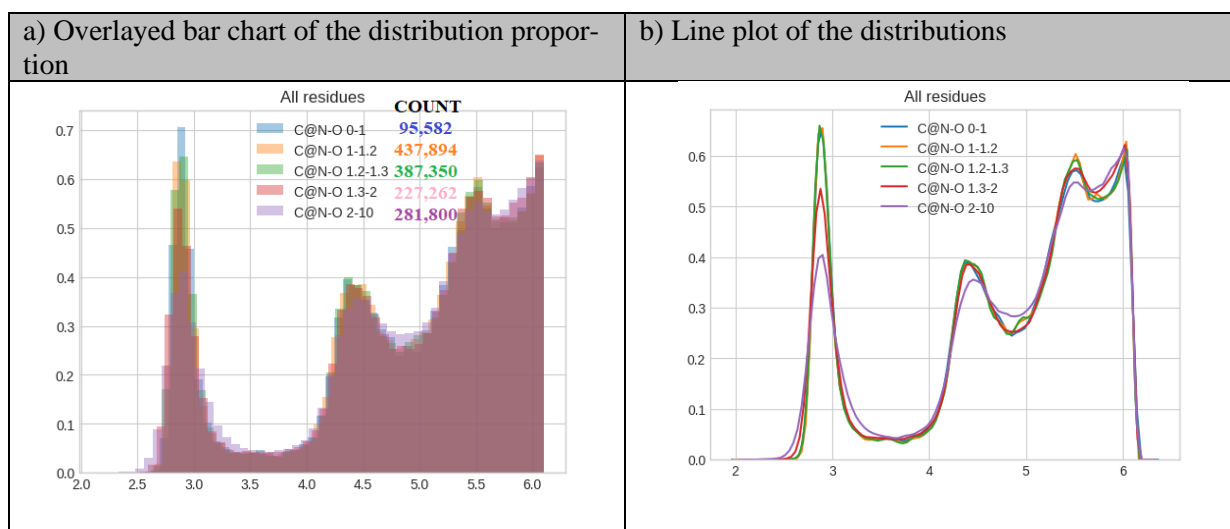 a) Overlayed bar chart of the distribution propor-
tion
b) Line plot of the distributions
All residues
COUNT
C@N-O 0-1 95,582
C@N-O 1-1.2 437,894
C@N-O 1.2-1.3 387,350
C@N-O 1.3-2 227,262
C@N-O 2-10 281,800
0.7
0.6
0.5
0.4
0.3
0.2
0.1
0.0
2.0 2.5 3.0 3.5 4.0 4.5 5.0 5.5 6.0
All residues
C@N-O 0-1
C@N-O 1-1.2
C@N-O 1.2-1.3
C@N-O 1.3-2
C@N-O 2-10
0.6
0.5
0.4
0.3
0.2
0.1
0.0
2 3 4 5 6